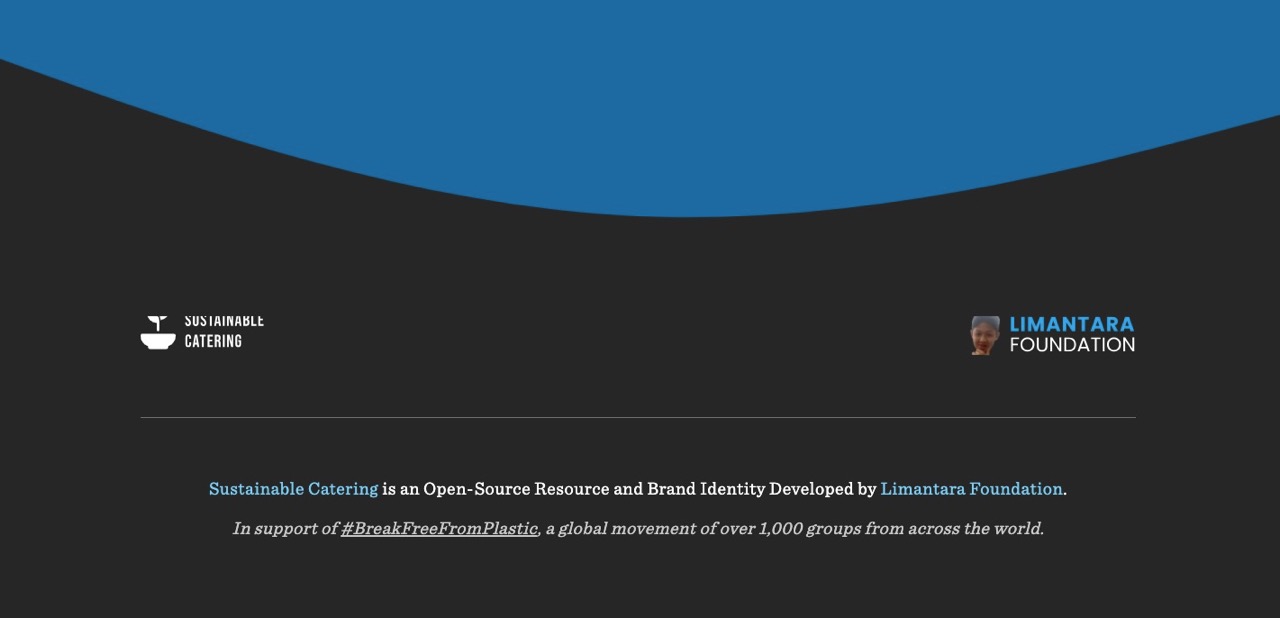 SUSTAINABLE
CATERING
LIMANTARA
FOUNDATION
Sustainable Catering is an Open-Source Resource and Brand Identity Developed by Limantara Foundation.
In support of #BreakFreeFromPlastic, a global movement of over 1,000 groups from across the world.